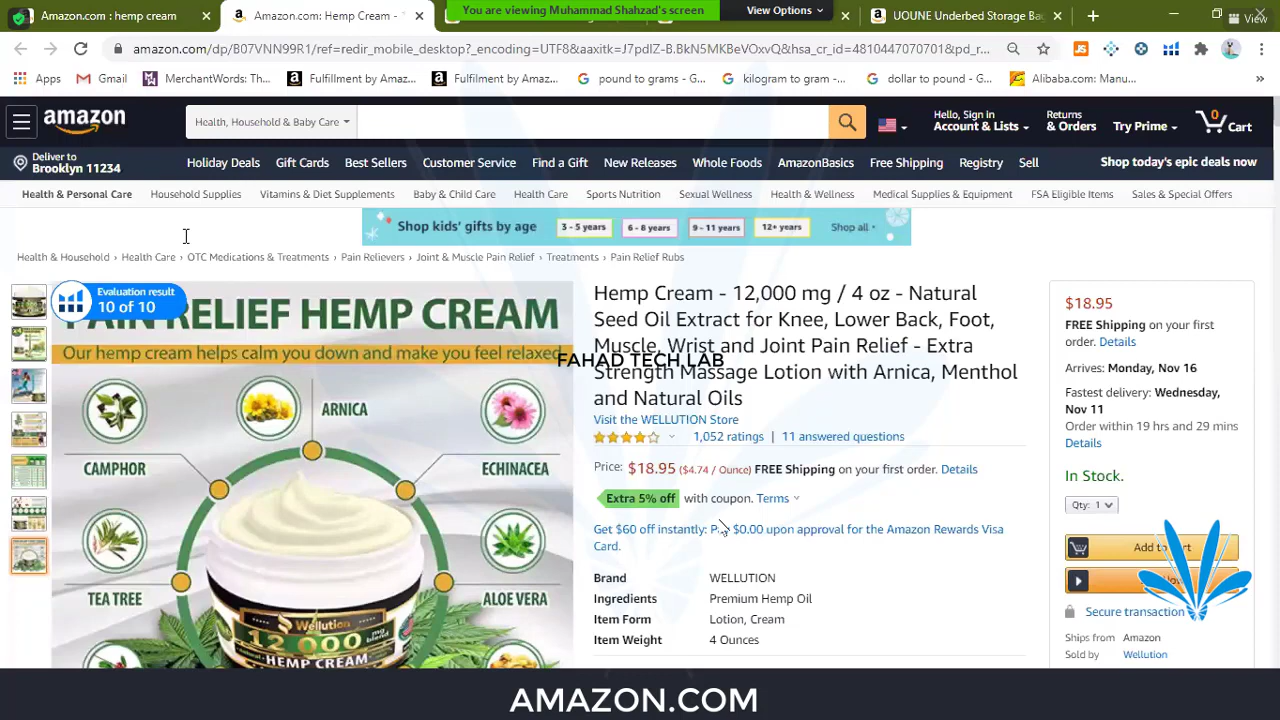 Amazon.com : hemp cream
Amazon.com: Hemp Cream -
You are viewing Muhammad Shahzad's screen
View Options
UOUNE Underbed Storage Ba
View
amazon.com/dp/B07VNN99R1/ref=redir_mobile_desktop?_encoding=UTF8&aaxitk=J7pdlZ-B.BkN5MKBeVOxvQ&hsa_cr_id=4810447070701&pd_r...
Apps
Gmail
MerchantWords: Th...
Fulfillment by Amaz...
Fulfilment by Amaz...
pound to grams - G...
kilogram to gram - ...
dollar to pound - G...
Alibaba.com: Manu...
amazon
Health, Household & Baby Care
Hello, Sign in
Account & Lists
Returns
& Orders
Try Prime
0
Cart
Deliver to
Brooklyn 11234
Holiday Deals
Gift Cards
Best Sellers
Customer Service
Find a Gift
New Releases
Whole Foods
AmazonBasics
Free Shipping
Registry
Sell
Shop today's epic deals now
Health & Personal Care
Household Supplies
Vitamins & Diet Supplements
Baby & Child Care
Health Care
Sports Nutrition
Sexual Wellness
Health & Wellness
Medical Supplies & Equipment
FSA Eligible Items
Sales & Special Offers
Shop kids' gifts by age
3 - 5 years
6 - 8 years
9 - 11 years
12+ years
Shop all ›
Health & Household › Health Care › OTC Medications & Treatments › Pain Relievers › Joint & Muscle Pain Relief › Treatments › Pain Relief Rubs
Evaluation result
10 of 10
RELIEF HEMP CREAM
Our hemp cream helps calm you down and make you feel relaxed
ARNICA
CAMPHOR
ECHINACEA
TEA TREE
ALOE VERA
Wellution
12 000 mg blend
HEMP CREAM
Hemp Cream - 12,000 mg / 4 oz - Natural
Seed Oil Extract for Knee, Lower Back, Foot,
Muscle, Wrist and Joint Pain Relief - Extra
FAHAD TECH LAB
Strength Massage Lotion with Arnica, Menthol
and Natural Oils
Visit the WELLUTION Store
1,052 ratings | 11 answered questions
Price: $18.95 ($4.74 / Ounce) FREE Shipping on your first order. Details
Extra 5% off with coupon. Terms
Get $60 off instantly: $0.00 upon approval for the Amazon Rewards Visa
Card.
Brand WELLUTION
Ingredients Premium Hemp Oil
Item Form Lotion, Cream
Item Weight 4 Ounces
$18.95
FREE Shipping on your first
order. Details
Arrives: Monday, Nov 16
Fastest delivery: Wednesday,
Nov 11
Order within 19 hrs and 29 mins
Details
In Stock.
Qty: 1
Add to
Secure transaction
Ships from Amazon
Sold by Wellution
AMAZON.COM